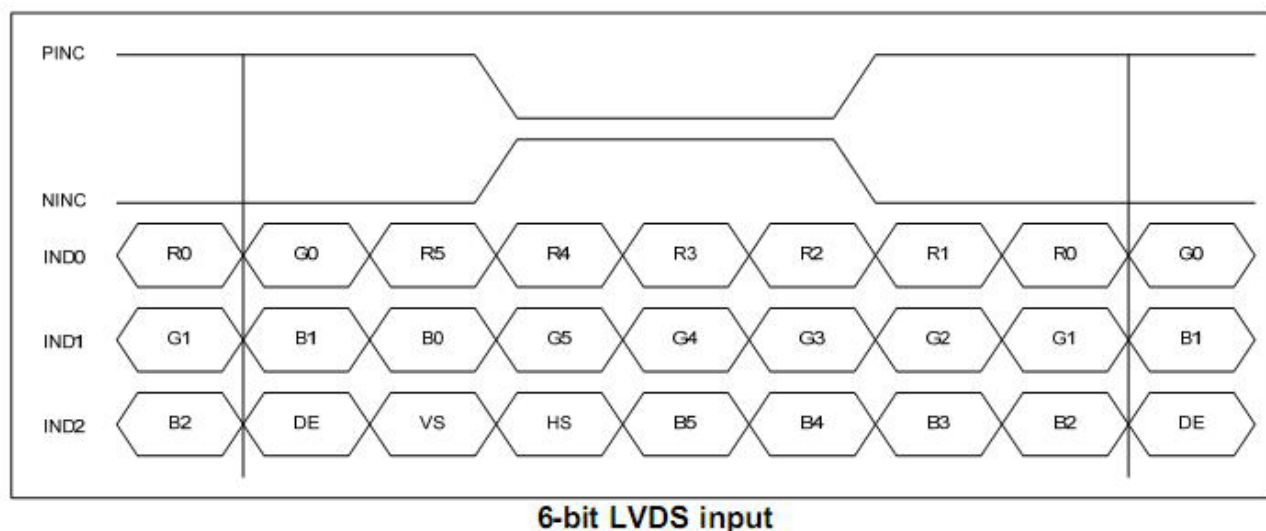 PINC
NINC
IND0 R0 G0 R5 R4 R3 R2 R1 R0 G0
IND1 G1 B1 B0 G5 G4 G3 G2 G1 B1
IND2 B2 DE VS HS B5 B4 B3 B2 DE
6-bit LVDS input